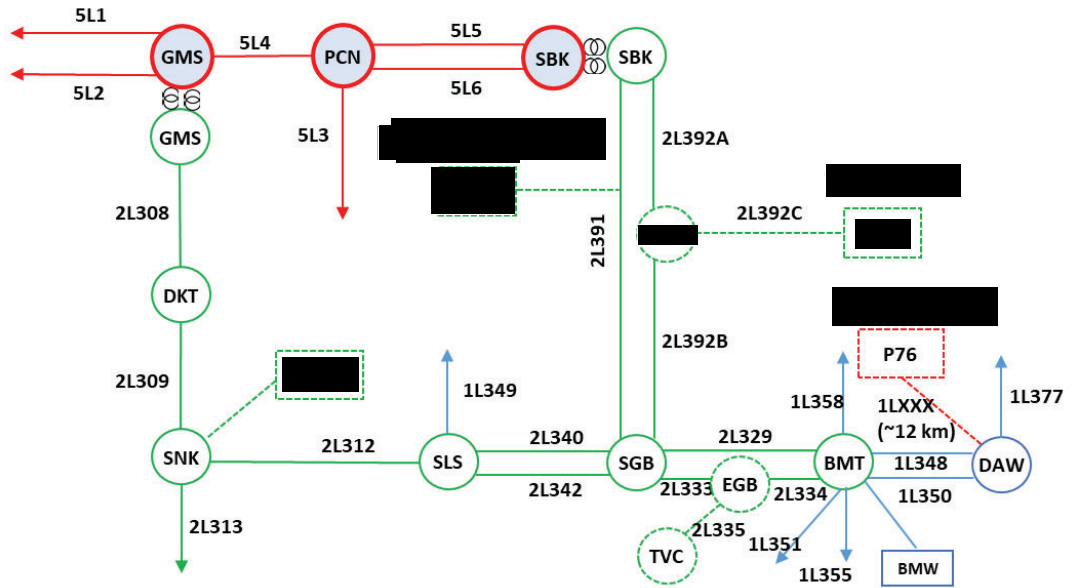 5L1
5L4
5L5
GMS
PCN
SBK
SBK
5L2
5L6
GMS
5L3
2L392A
2L308
2L392C
2L391
DKT
2L392B
P76
2L309
1L349
1L358
1LXXX
(~12 km)
1L377
2L312
2L340
2L329
SNK
SLS
SGB
BMT
1L348
DAW
2L342
2L333
EGB
2L334
1L350
2L313
2L335
TVC
1L351
1L355
BMW